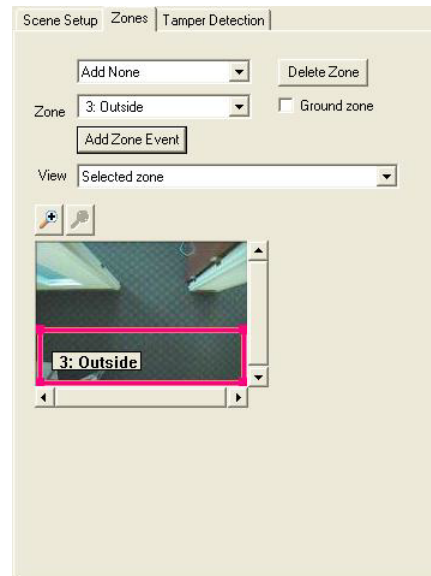 Scene Setup Zones Tamper Detection
Add None Delete Zone
Zone 3: Outside Ground zone
Add Zone Event
View Selected zone
3: Outside